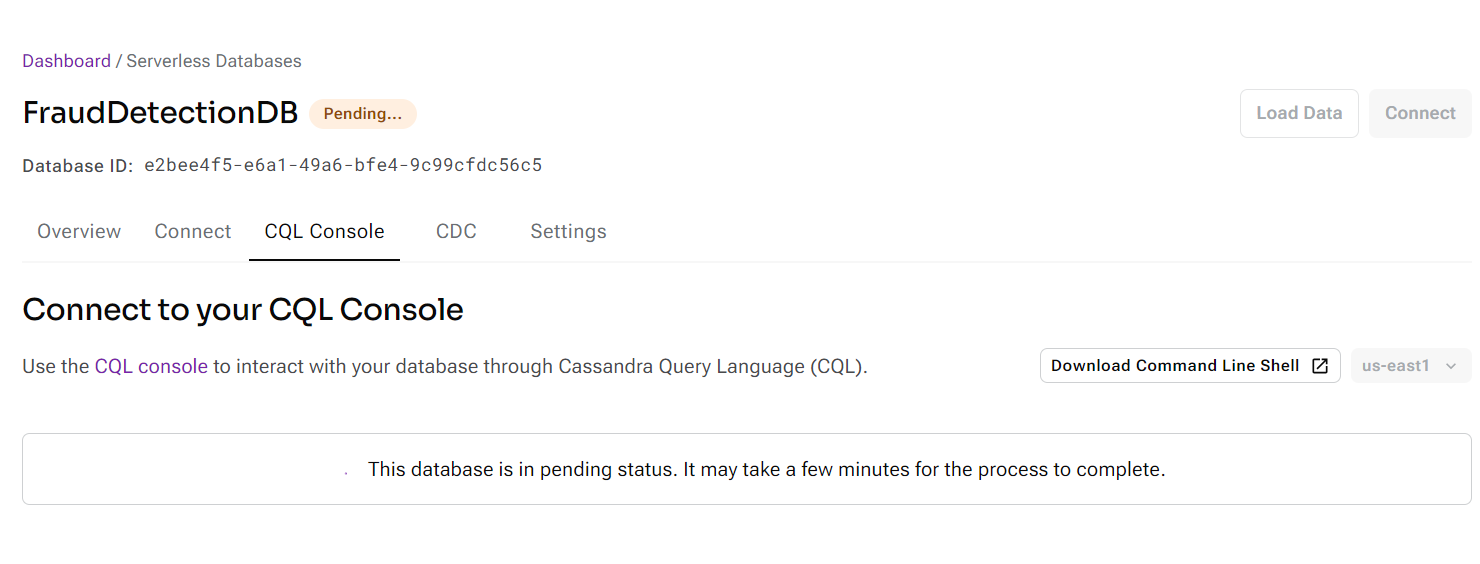 Dashboard / Serverless Databases
FraudDetectionDB Pending... Load Data Connect
Database ID: e2bee4f5-e6a1-49a6-bfe4-9c99cfdc56c5
Overview Connect CQL Console CDC Settings
Connect to your CQL Console
Use the CQL console to interact with your database through Cassandra Query Language (CQL). Download Command Line Shell us-east1
This database is in pending status. It may take a few minutes for the process to complete.